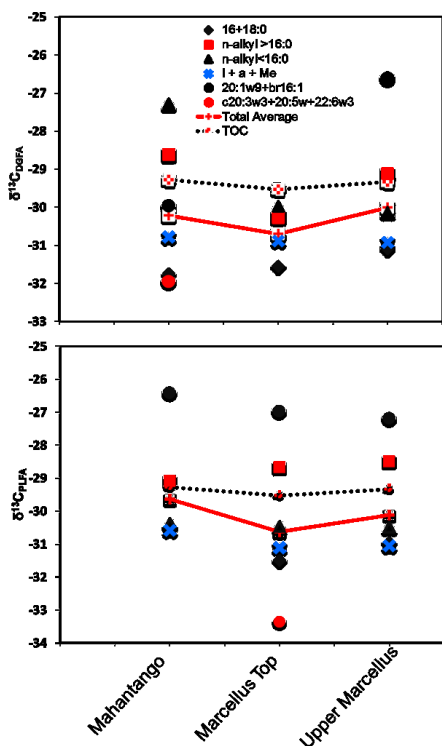 -25
-26
-27
-28
-29
-30
-31
-32
-33
δ13CDGFA
16+18:0
n-alkyl >16:0
n-alkyl<16:0
I + a + Me
20:1w9+br16:1
c20:3w3+20:5w+22:6w3
Total Average
TOC
-25
-26
-27
-28
-29
-30
-31
-32
-33
-34
δ13CPLFA
Mahantango
Marcellus Top
Upper Marcellus